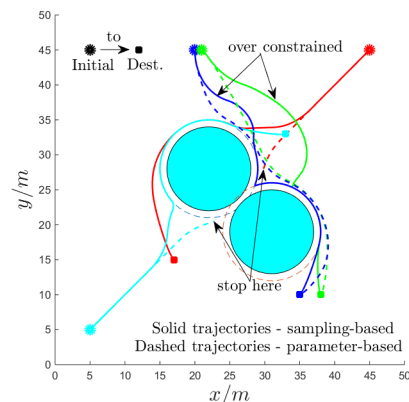 50
45
40
35
30
25
20
15
10
5
0
y/m
to
Initial
Dest.
over constrained
stop here
Solid trajectories - sampling-based
Dashed trajectories - parameter-based
0 5 10 15 20 25 30 35 40 45 50
x/m